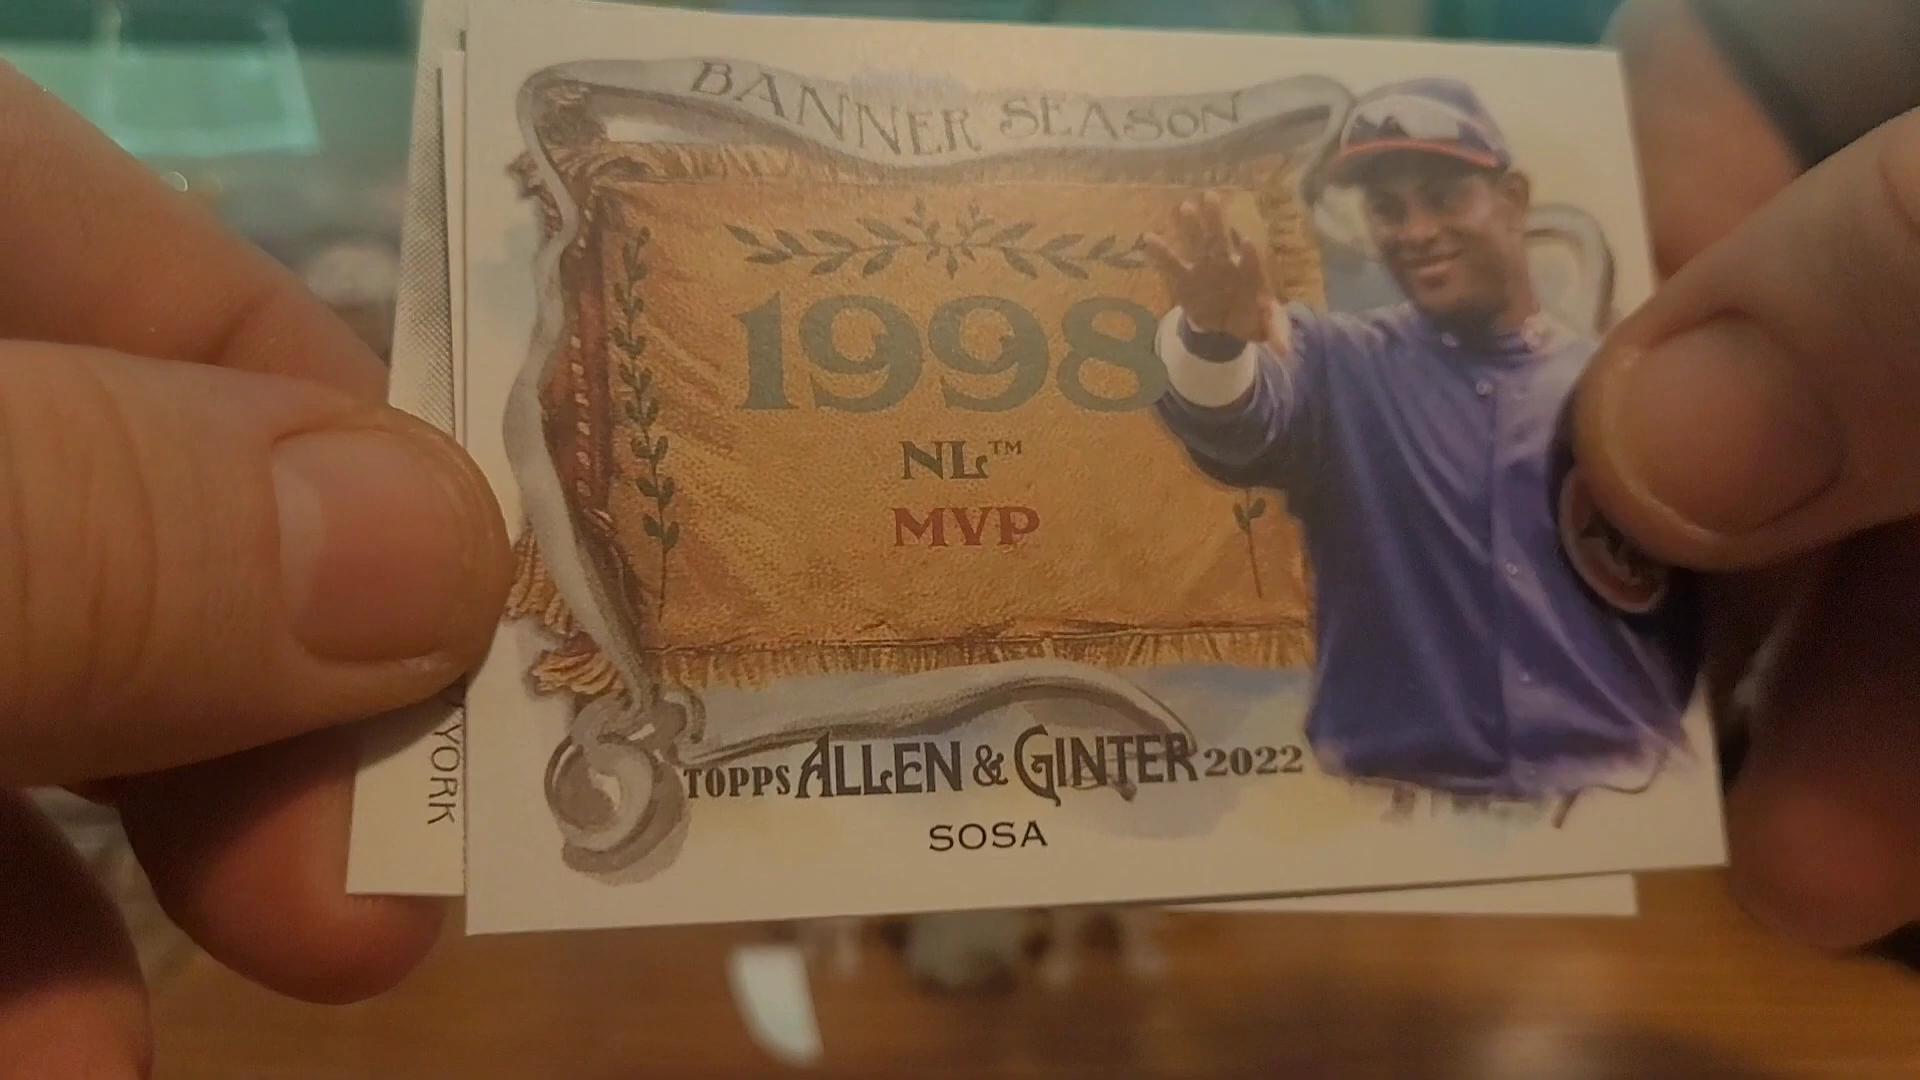 BANNER SEASON
1998
NL™
MVP
TOPPS ALLEN & GINTER 2022
SOSA
YORK